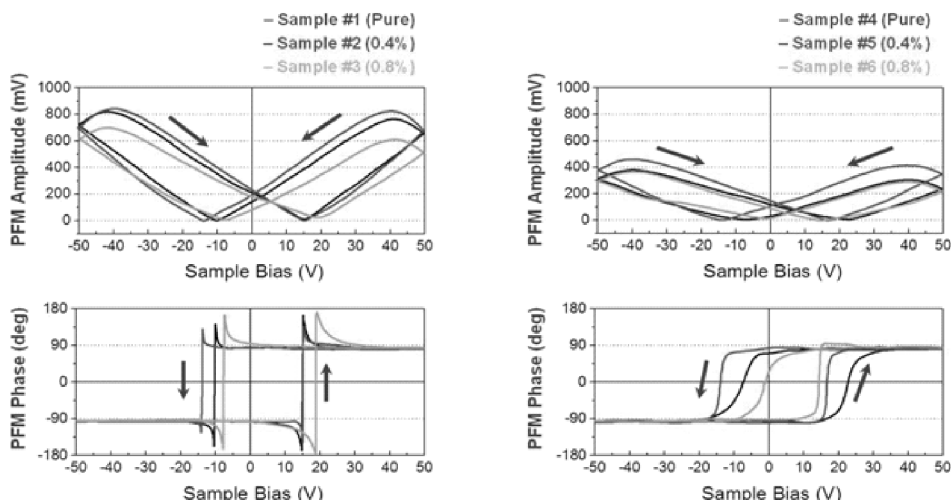 Sample #1 (Pure)
Sample #2 (0.4%)
Sample #3 (0.8%)
PFM Amplitude (mV)
1000
800
600
400
200
0
-50 -40 -30 -20 -10 0 10 20 30 40 50
Sample Bias (V)
PFM Phase (deg)
180
90
0
-90
-180
-50 -40 -30 -20 -10 0 10 20 30 40 50
Sample Bias (V)
Sample #4 (Pure)
Sample #5 (0.4%)
Sample #6 (0.8%)
PFM Amplitude (mV)
1000
800
600
400
200
0
-50 -40 -30 -20 -10 0 10 20 30 40 50
Sample Bias (V)
PFM Phase (deg)
180
90
0
-90
-180
-50 -40 -30 -20 -10 0 10 20 30 40 50
Sample Bias (V)